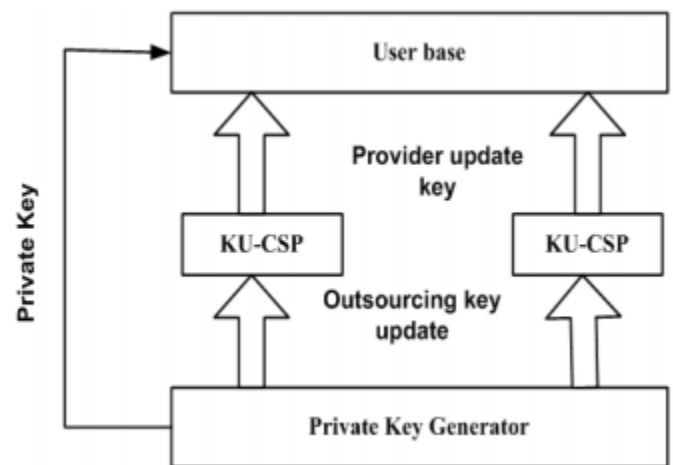 User base
Provider update
key
Private Key
KU-CSP
KU-CSP
Outsourcing key
update
Private Key Generator